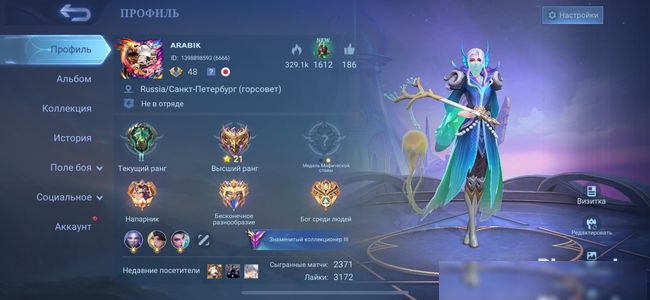 ПРОФИЛЬ
Настройки
Профиль
Альбом
Коллекция
История
Поле боя
Социальное
Аккаунт
ARABIK
ID: 1398898593 (6666)
48
NEW
329.1k 1612 186
Russia/Санкт-Петербург (горсовет)
Не в отряде
Текущий ранг
21
Высший ранг
Медаль Мифической славы
Напарник
Бесконечное разнообразие
Бог среди людей
Знаменитый коллекционер III
Недавние посетители
Сыгранные матчи: 2371
Лайки: 3172
Визитка
Редактировать